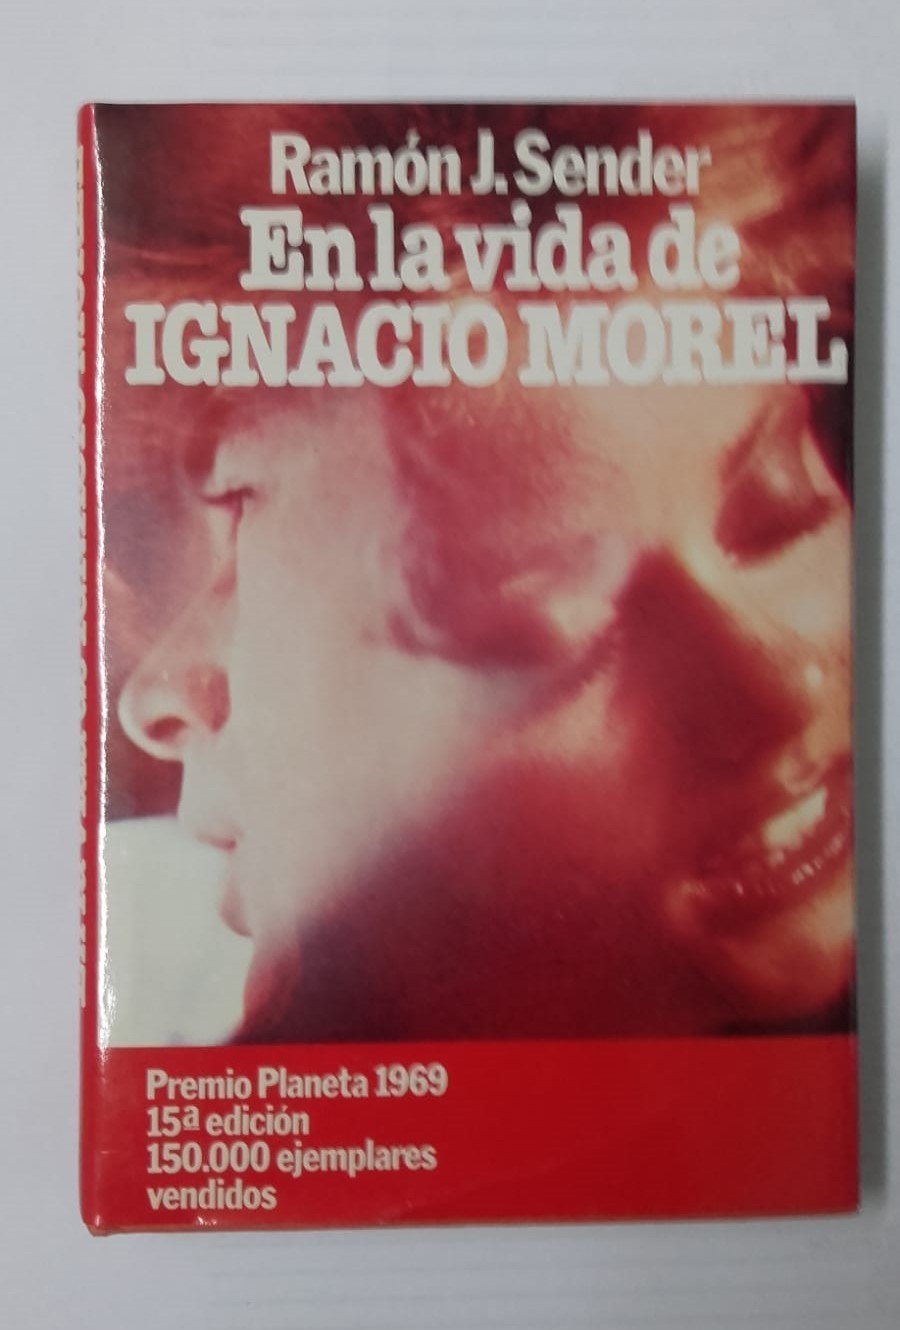 Ramón J. Sender
En la vida de
IGNACIO MOREL
Premio Planeta 1969
15ª edición
150.000 ejemplares
vendidos